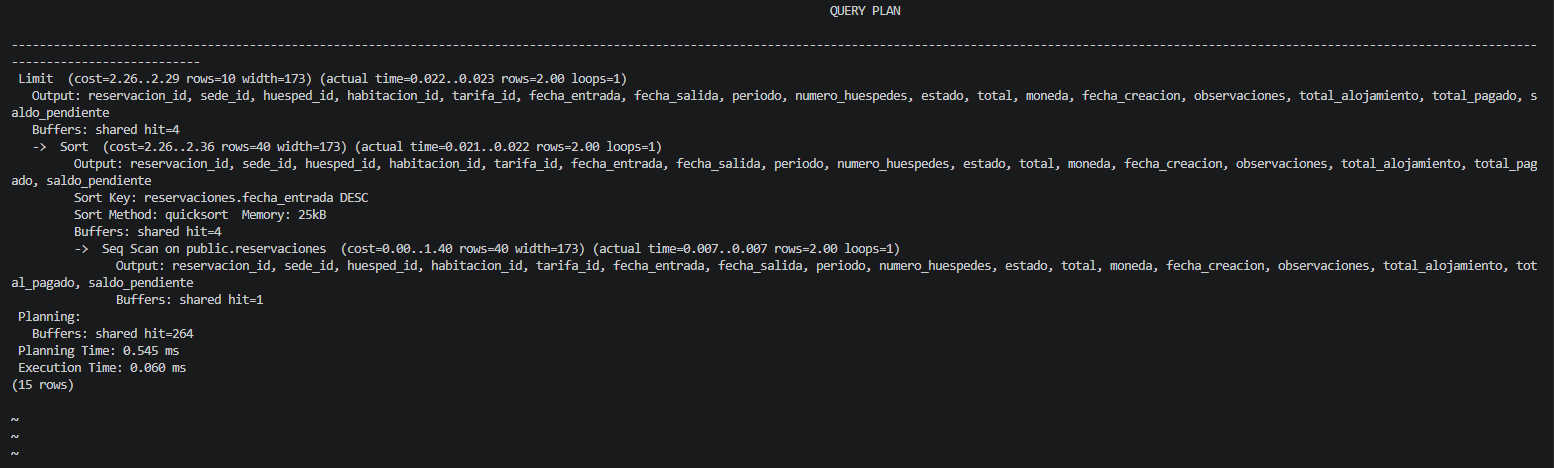 QUERY PLAN
------------------------------------------------------------------------------------------------------------------------------------------------------------------------------------------------------------------------
---------------------------
Limit  (cost=2.26..2.29 rows=10 width=173) (actual time=0.022..0.023 rows=2.00 loops=1)
Output: reservacion_id, sede_id, huesped_id, habitacion_id, tarifa_id, fecha_entrada, fecha_salida, periodo, numero_huespedes, estado, total, moneda, fecha_creacion, observaciones, total_alojamiento, total_pagado, s
aldo_pendiente
Buffers: shared hit=4
->  Sort  (cost=2.26..2.36 rows=40 width=173) (actual time=0.021..0.022 rows=2.00 loops=1)
Output: reservacion_id, sede_id, huesped_id, habitacion_id, tarifa_id, fecha_entrada, fecha_salida, periodo, numero_huespedes, estado, total, moneda, fecha_creacion, observaciones, total_alojamiento, total_pag
ado, saldo_pendiente
Sort Key: reservaciones.fecha_entrada DESC
Sort Method: quicksort  Memory: 25kB
Buffers: shared hit=4
->  Seq Scan on public.reservaciones  (cost=0.00..1.40 rows=40 width=173) (actual time=0.007..0.007 rows=2.00 loops=1)
Output: reservacion_id, sede_id, huesped_id, habitacion_id, tarifa_id, fecha_entrada, fecha_salida, periodo, numero_huespedes, estado, total, moneda, fecha_creacion, observaciones, total_alojamiento, tot
al_pagado, saldo_pendiente
Buffers: shared hit=1
Planning:
Buffers: shared hit=264
Planning Time: 0.545 ms
Execution Time: 0.060 ms
(15 rows)
~
~
~